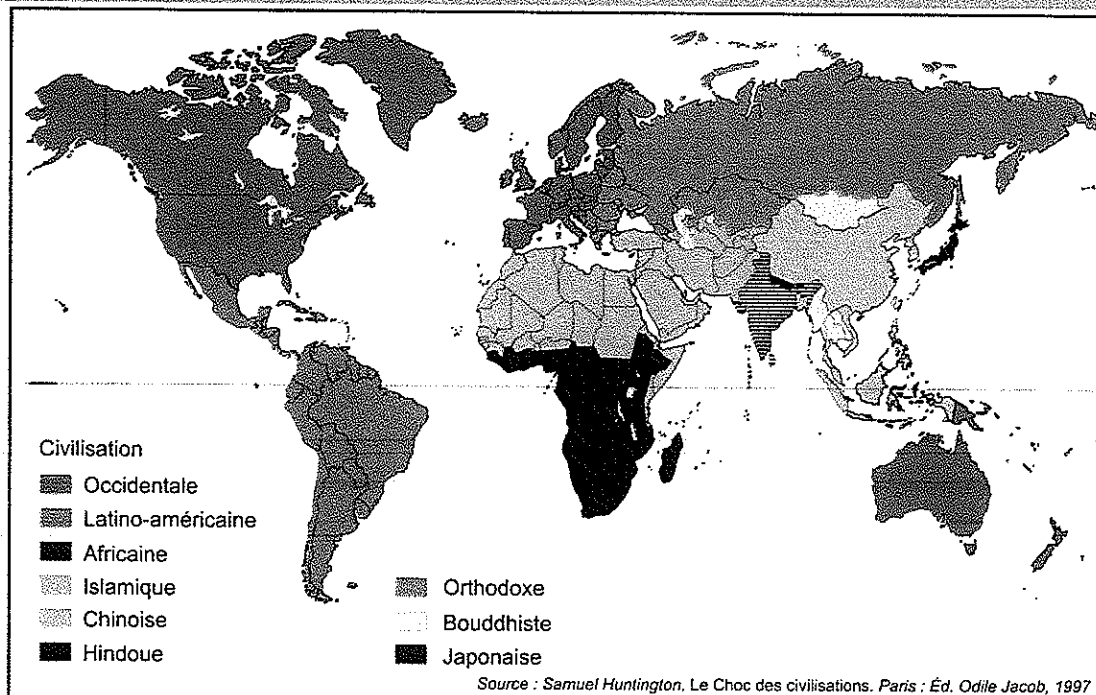 Civilisation
Occidentale
Latino-américaine
Africaine
Islamique
Chinoise
Hindoue
Orthodoxe
Bouddhiste
Japonaise
Source : Samuel Huntington. Le Choc des civilisations. Paris : Éd. Odile Jacob, 1997